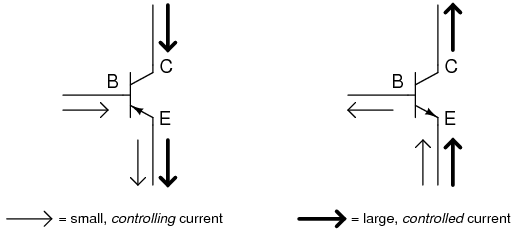 C
B
E
C
B
E
= small, controlling current
= large, controlled current